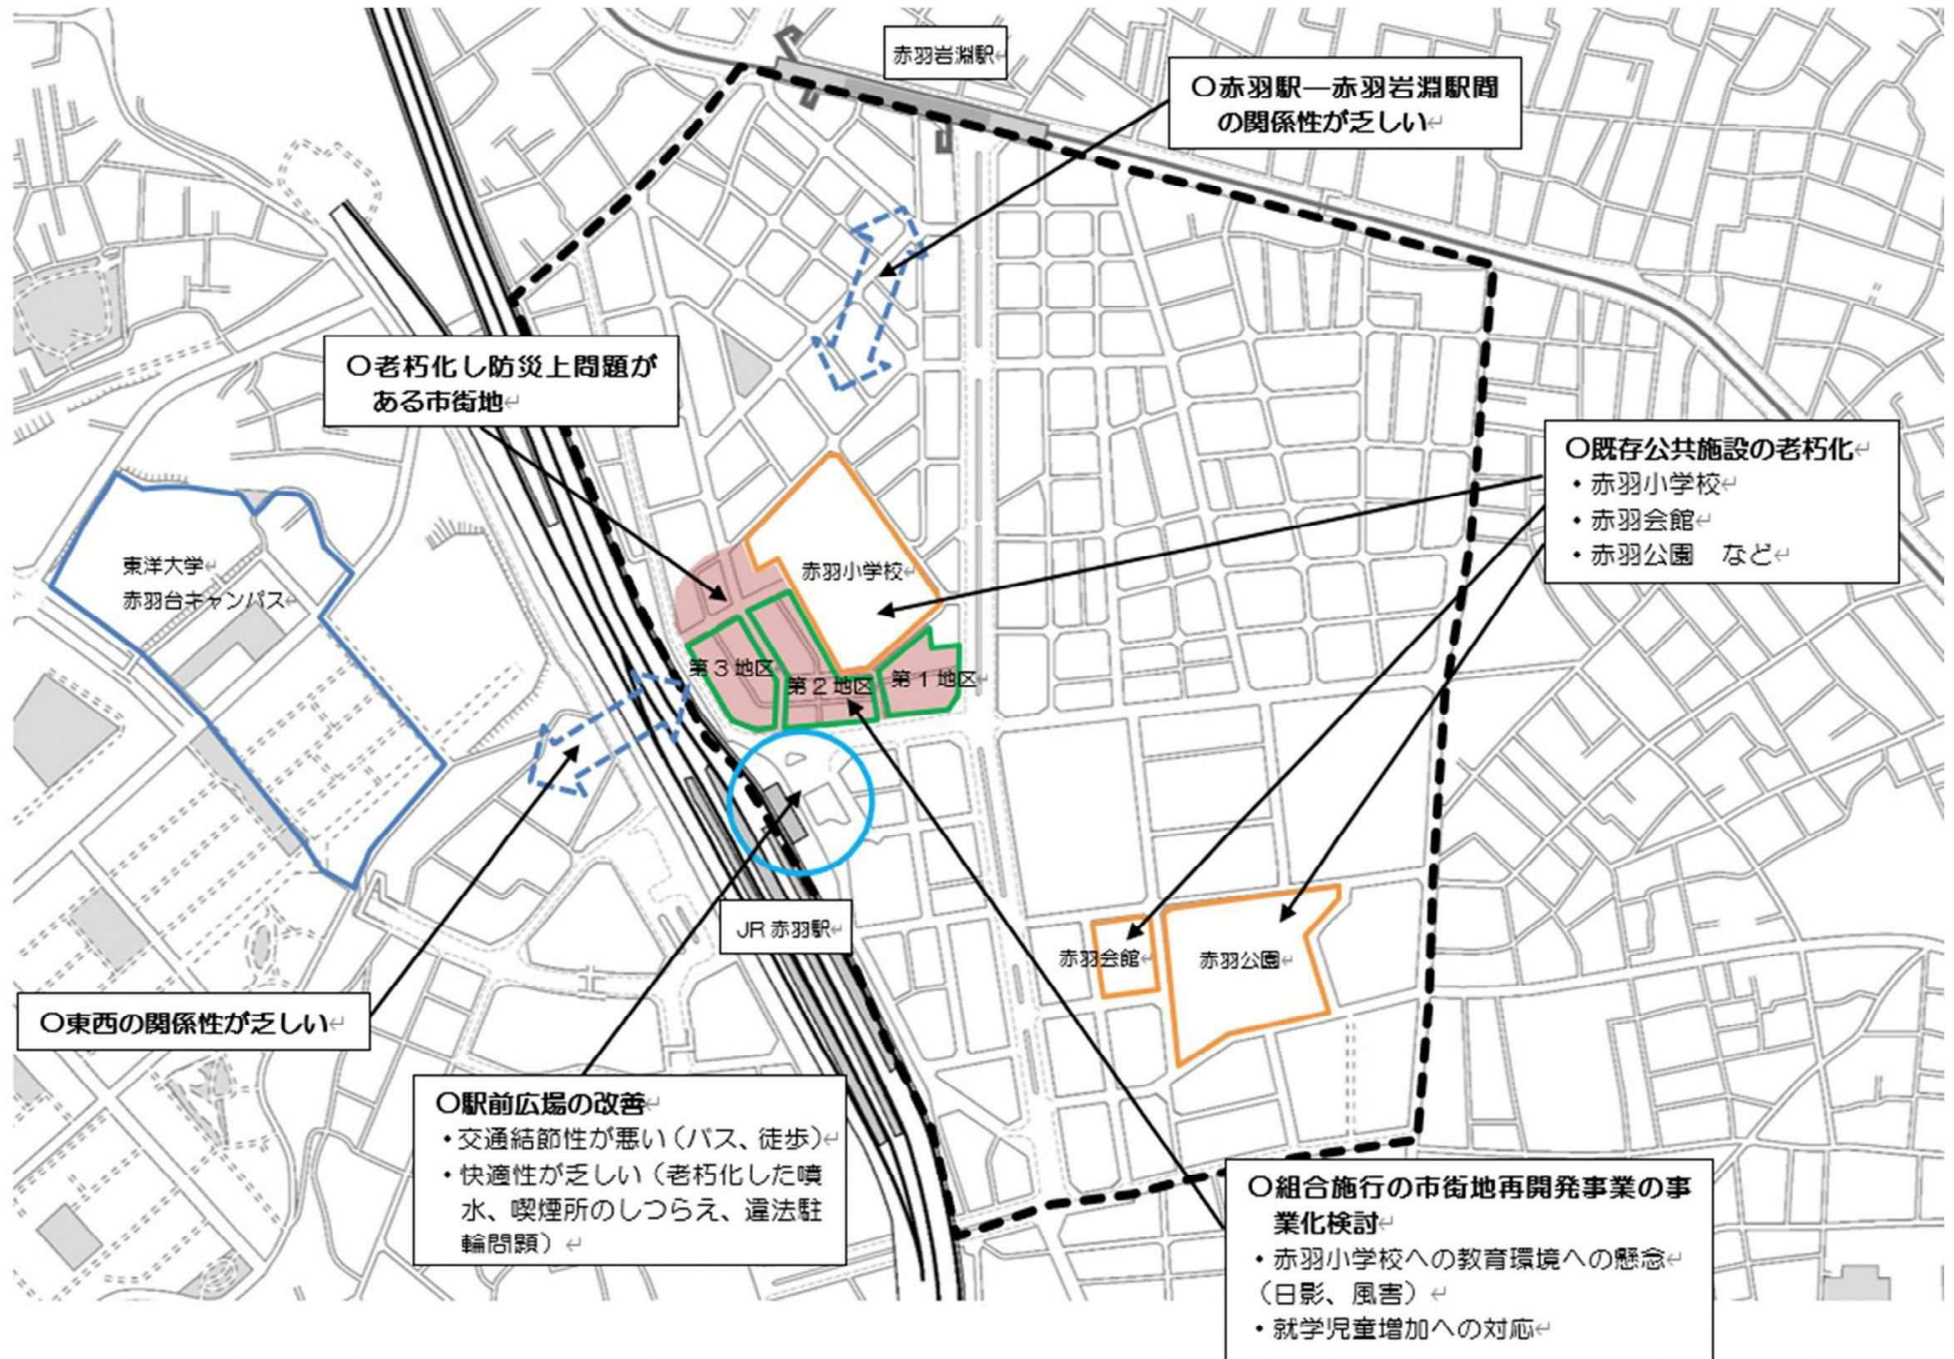 赤羽岩淵駅
〇赤羽駅―赤羽岩淵駅間
の関係性が乏しい
〇老朽化し防災上問題が
ある市街地
〇既存公共施設の老朽化
・赤羽小学校
・赤羽会館
・赤羽公園　など
東洋大学
赤羽台キャンパス
赤羽小学校
第3地区
第2地区
第1地区
JR赤羽駅
赤羽会館
赤羽公園
〇東西の関係性が乏しい
〇駅前広場の改善
・交通結節性が悪い（バス、徒歩）
・快適性が乏しい（老朽化した噴
水、喫煙所のしつらえ、違法駐
輪問題）
〇組合施行の市街地再開発事業の事
業化検討
・赤羽小学校への教育環境への懸念
（日影、風害）
・就学児童増加への対応